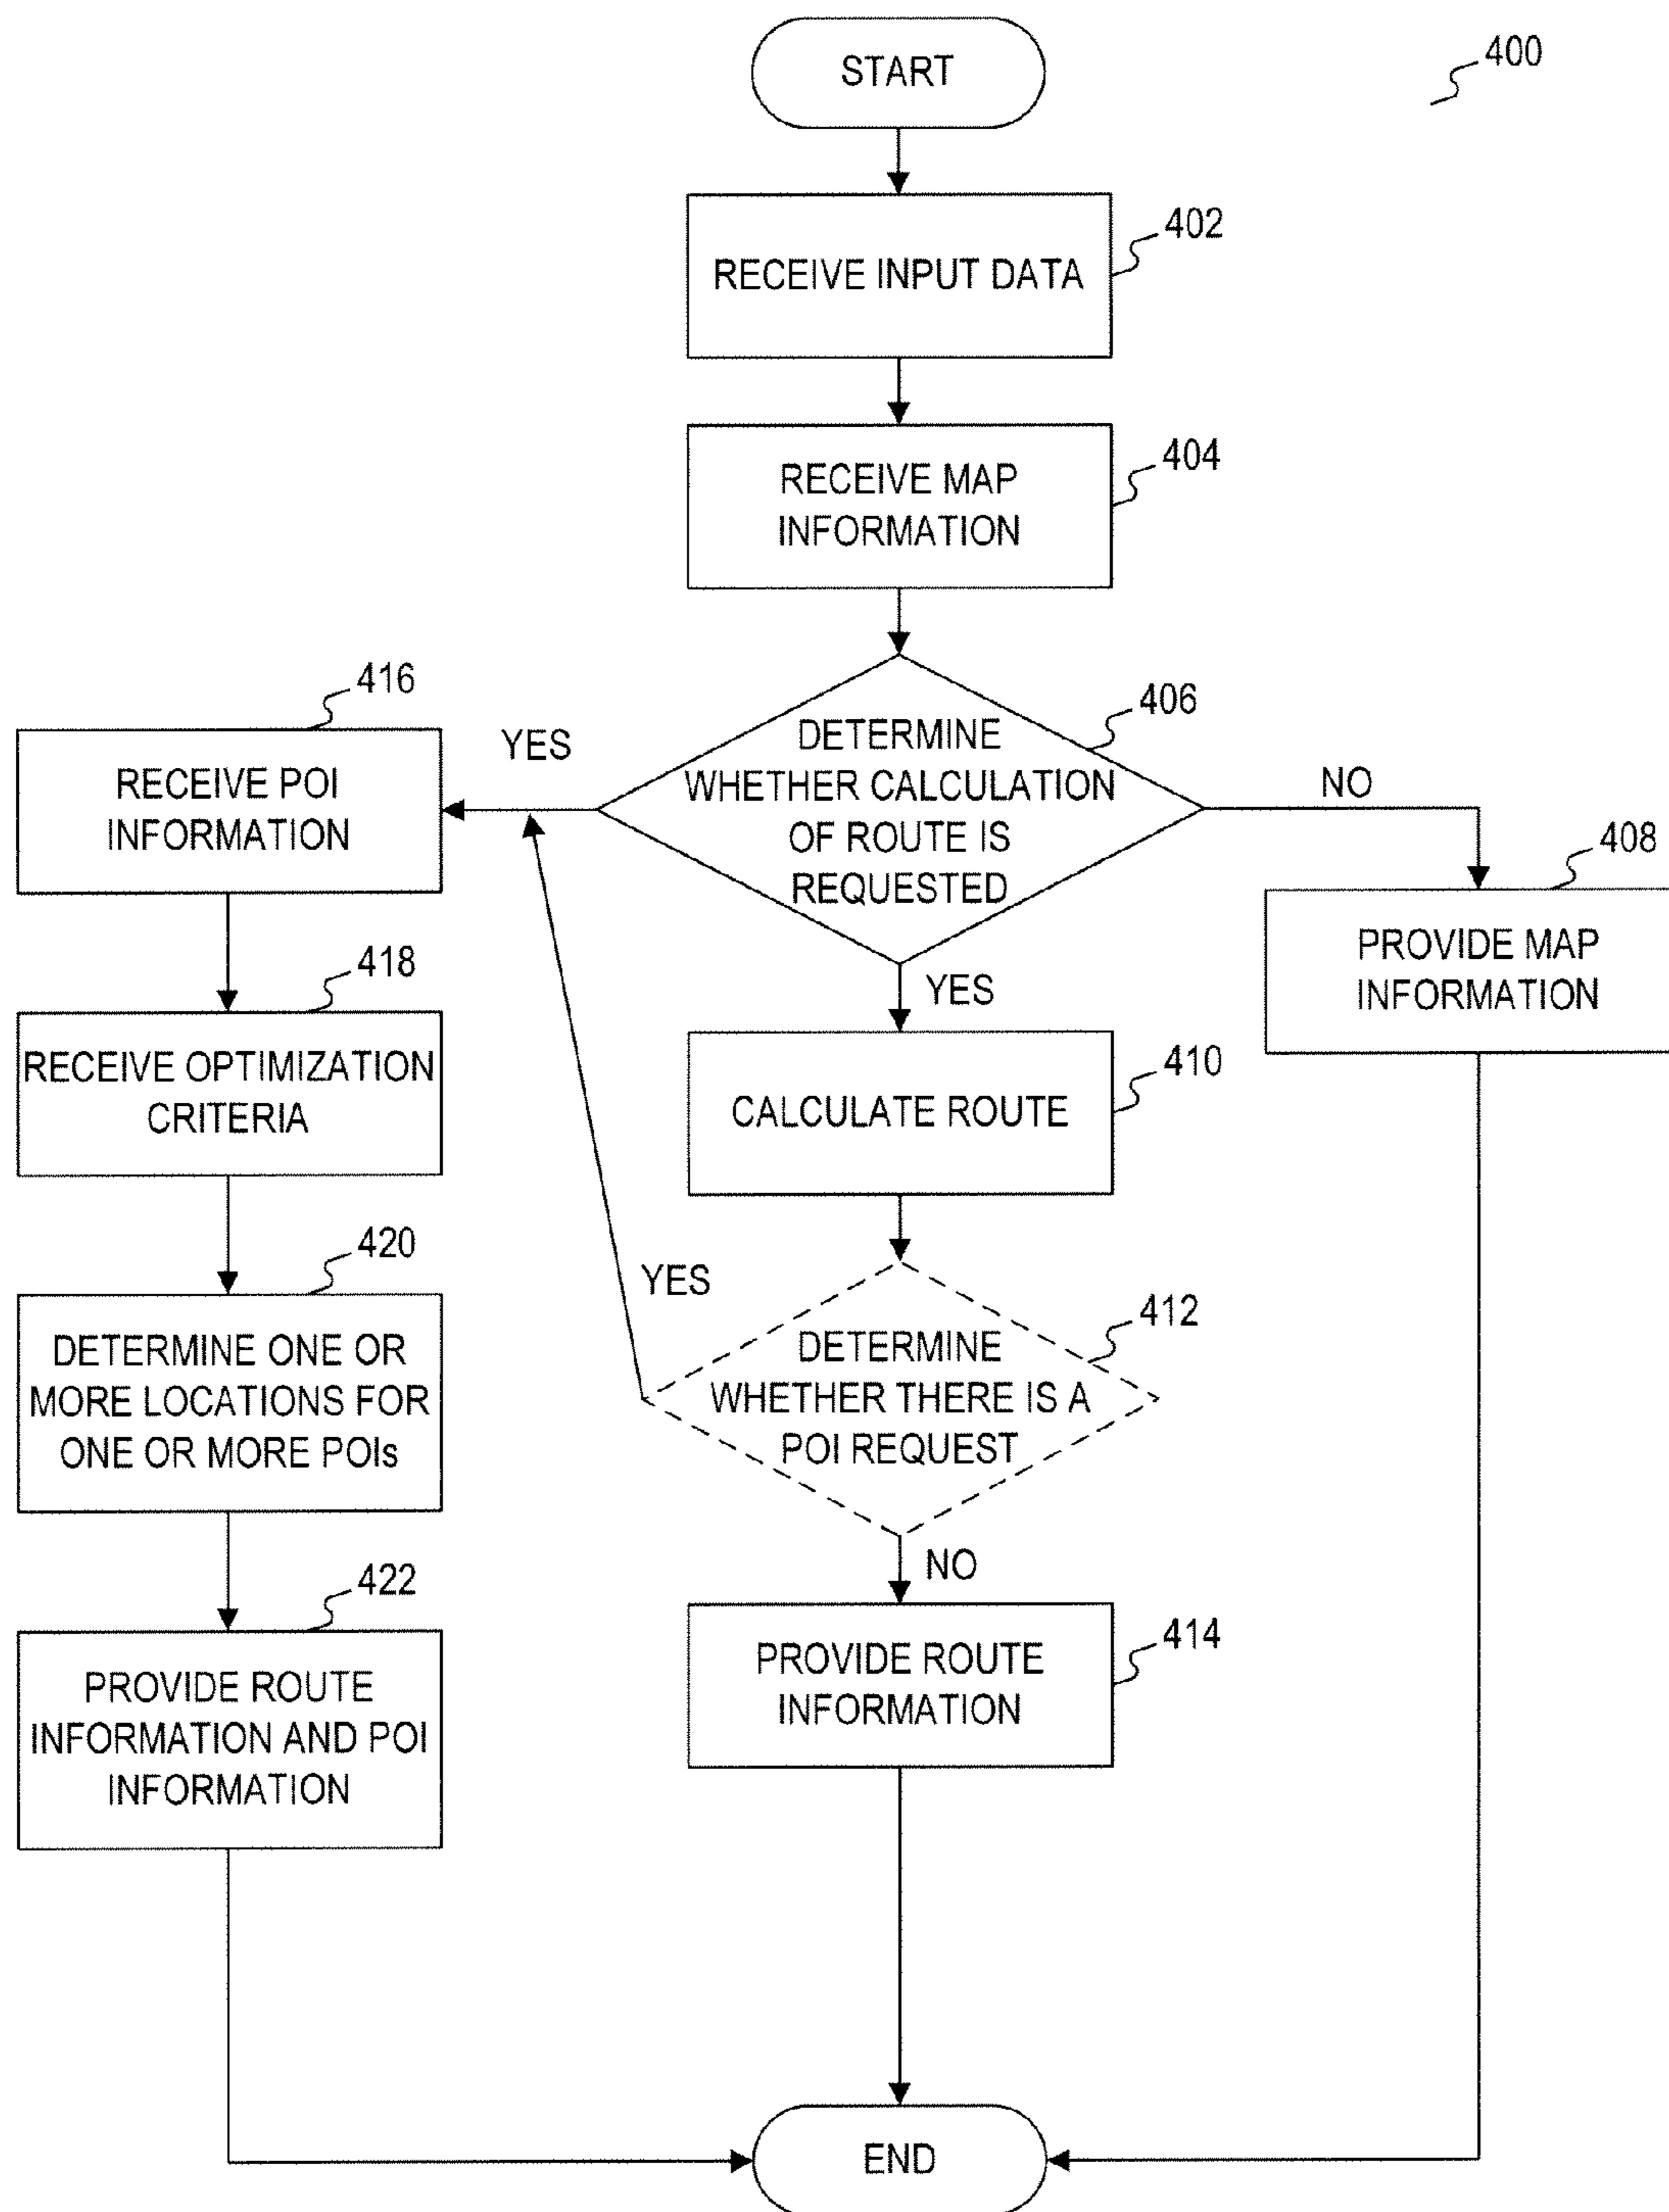 START
400
402
RECEIVE INPUT DATA
404
RECEIVE MAP
INFORMATION
406
DETERMINE
WHETHER CALCULATION
OF ROUTE IS
REQUESTED
YES
NO
416
RECEIVE POI
INFORMATION
408
PROVIDE MAP
INFORMATION
YES
418
RECEIVE OPTIMIZATION
CRITERIA
410
CALCULATE ROUTE
420
DETERMINE ONE OR
MORE LOCATIONS FOR
ONE OR MORE POIs
YES
412
DETERMINE
WHETHER THERE IS A
POI REQUEST
NO
422
PROVIDE ROUTE
INFORMATION AND POI
INFORMATION
414
PROVIDE ROUTE
INFORMATION
END